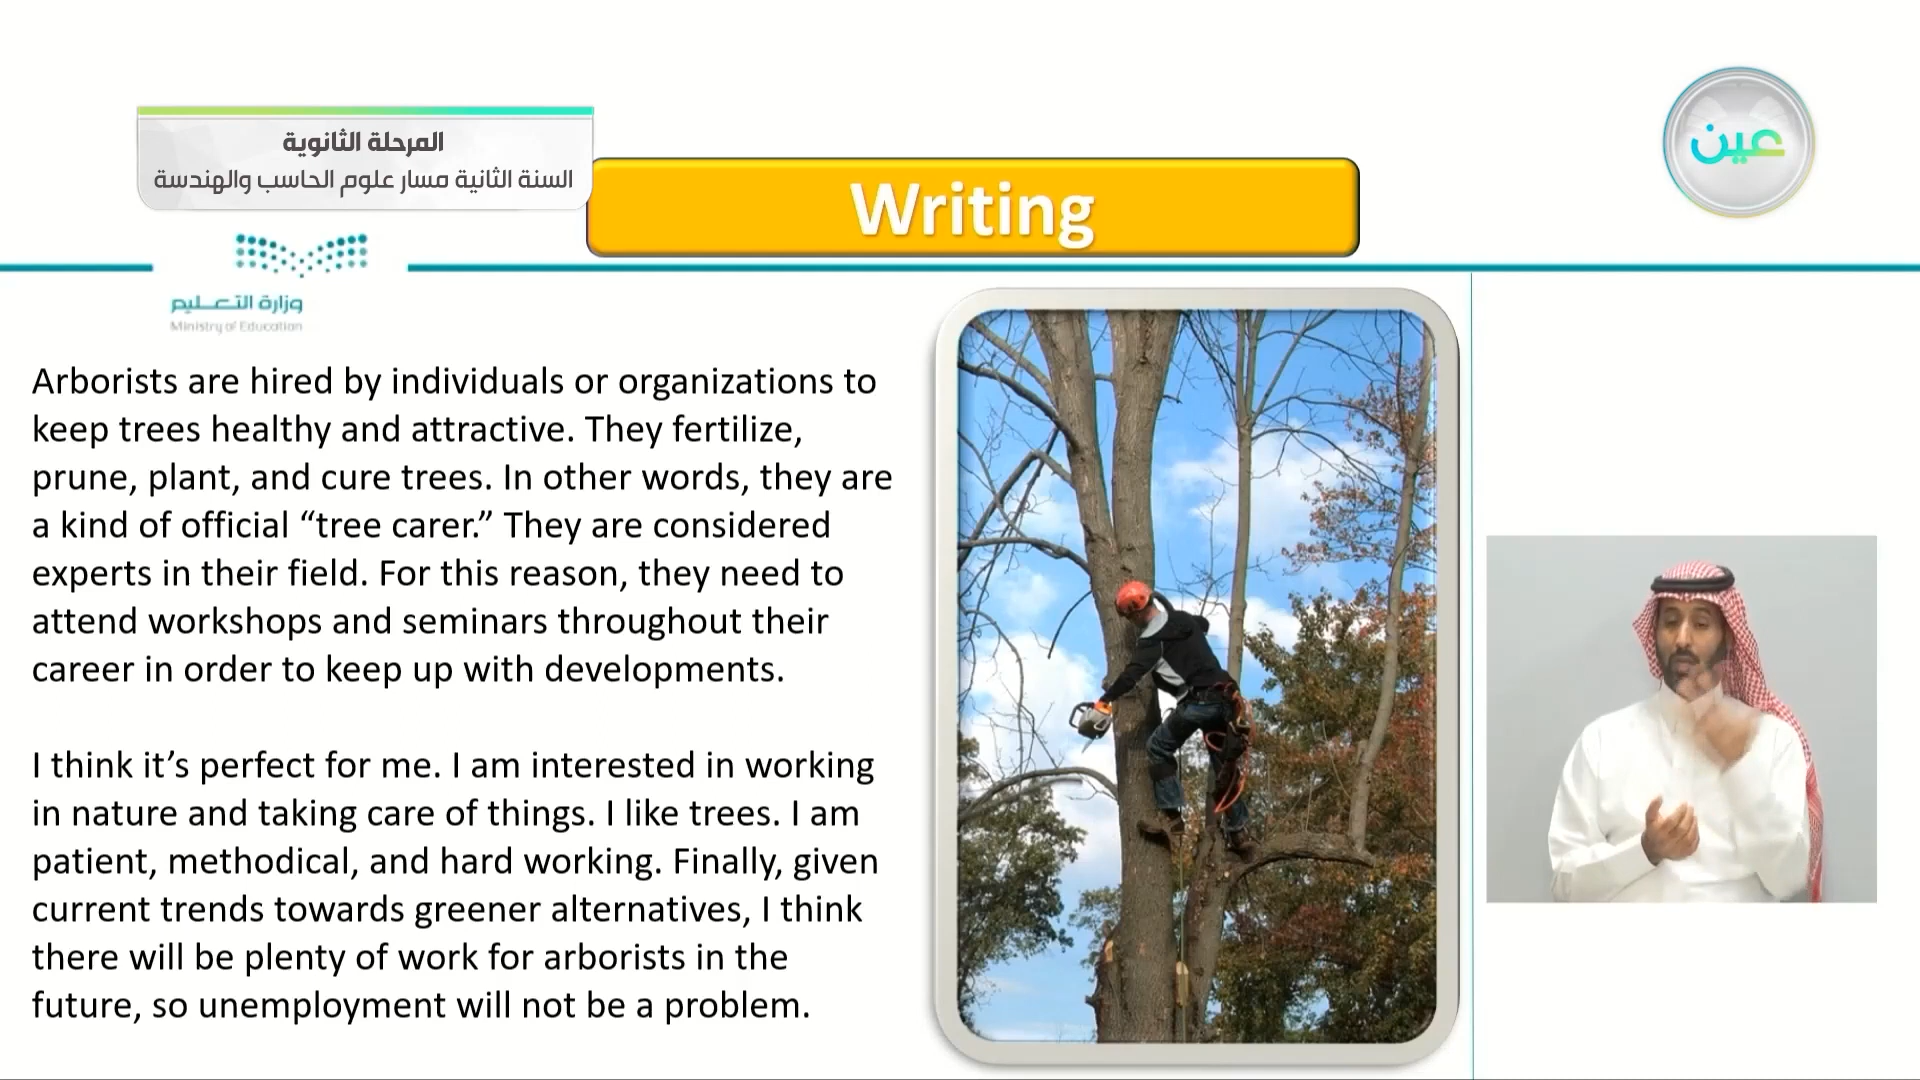 المرحلة الثانوية
السنة الثانية مسار علوم الحاسب والهندسة
Writing
عين
وزارة التعليم
Ministry of Education
Arborists are hired by individuals or organizations to
keep trees healthy and attractive. They fertilize,
prune, plant, and cure trees. In other words, they are
a kind of official “tree carer.” They are considered
experts in their field. For this reason, they need to
attend workshops and seminars throughout their
career in order to keep up with developments.
I think it’s perfect for me. I am interested in working
in nature and taking care of things. I like trees. I am
patient, methodical, and hard working. Finally, given
current trends towards greener alternatives, I think
there will be plenty of work for arborists in the
future, so unemployment will not be a problem.